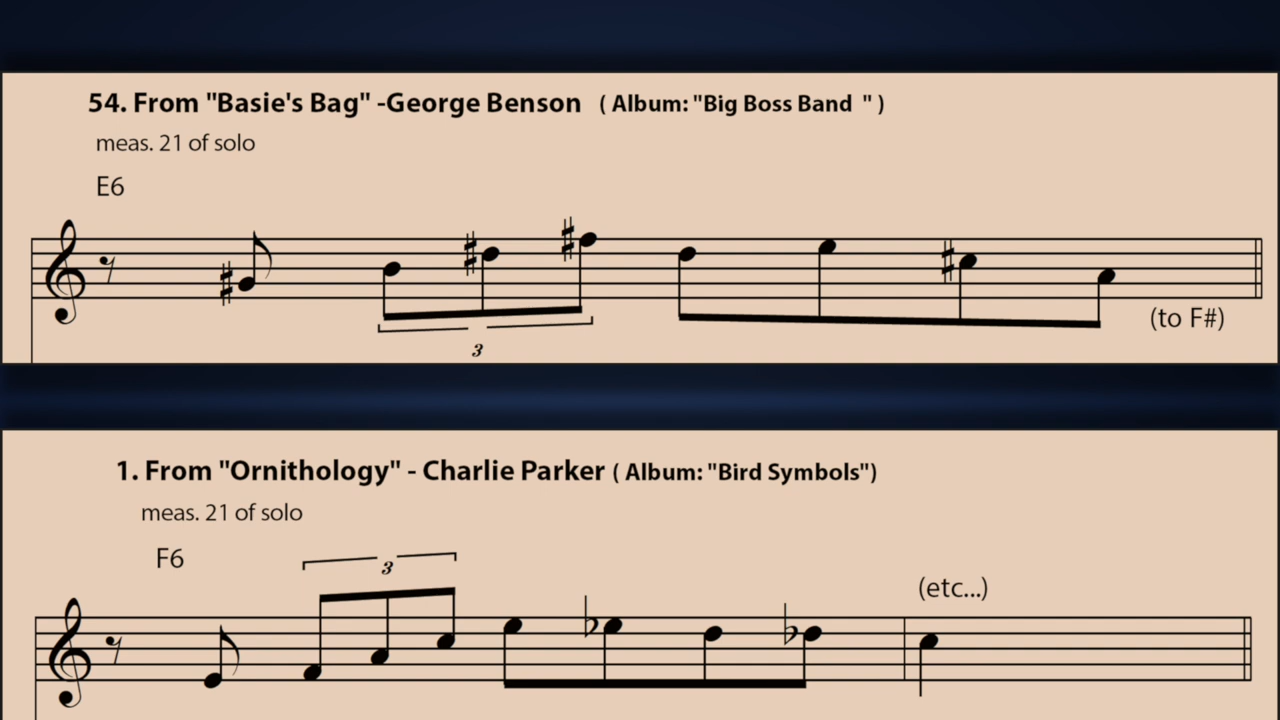 54. From "Basie's Bag" -George Benson ( Album: "Big Boss Band " )
meas. 21 of solo
E6
(to F#)
3
1. From "Ornithology" - Charlie Parker ( Album: "Bird Symbols")
meas. 21 of solo
F6
3
(etc...)